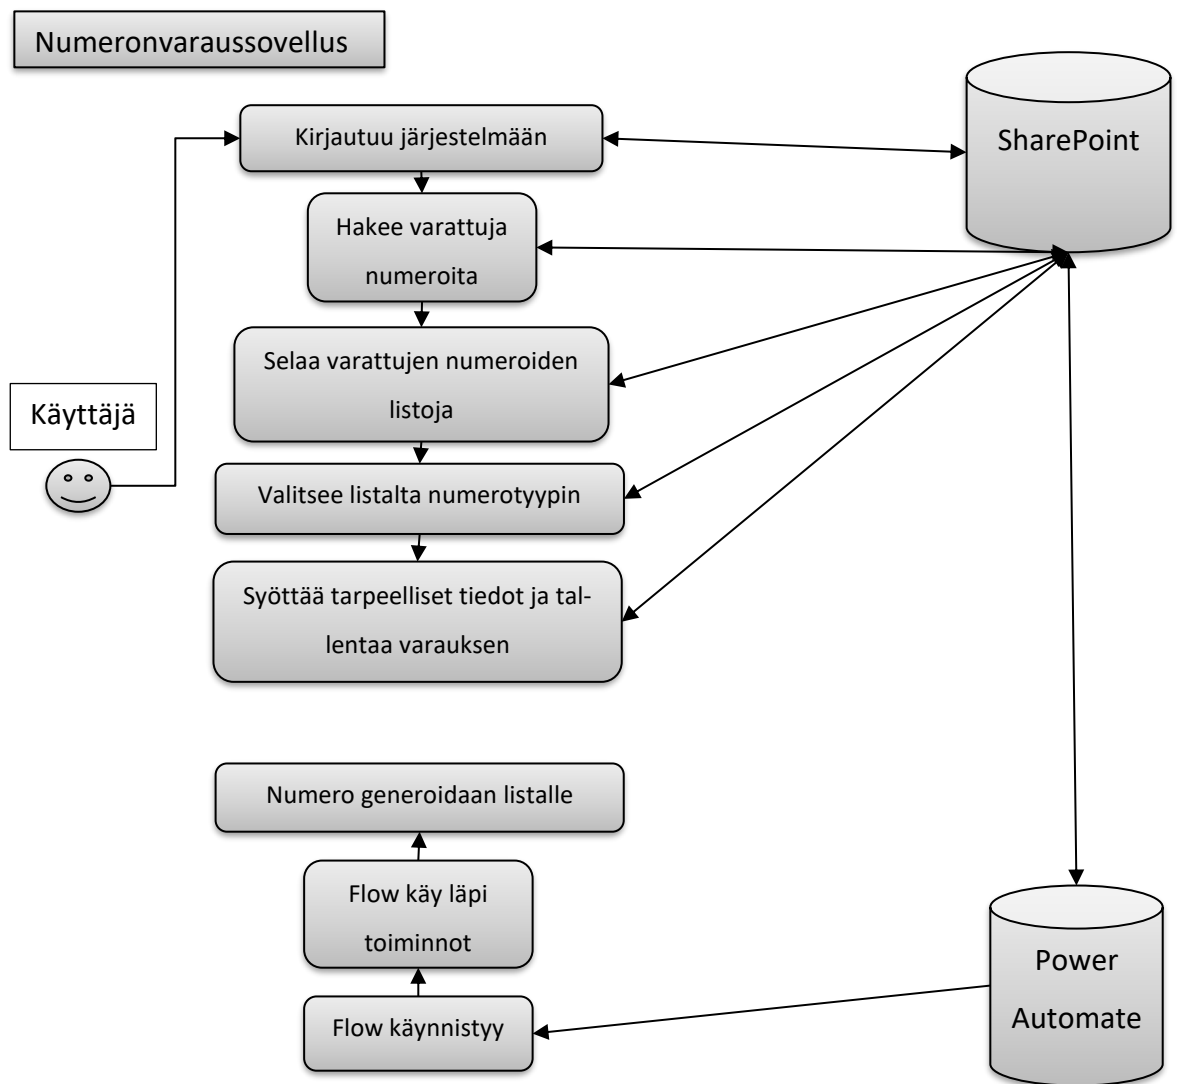 Numeronvaraussovellus
Kirjautuu järjestelmään
SharePoint
Hakee varattuja
numeroita
Selaa varattujen numeroiden
listoja
Käyttäjä
Valitsee listalta numerotyypin
Syöttää tarpeelliset tiedot ja tal-
lentaa varauksen
Numero generoidaan listalle
Flow käy läpi
toiminnot
Flow käynnistyy
Power
Automate